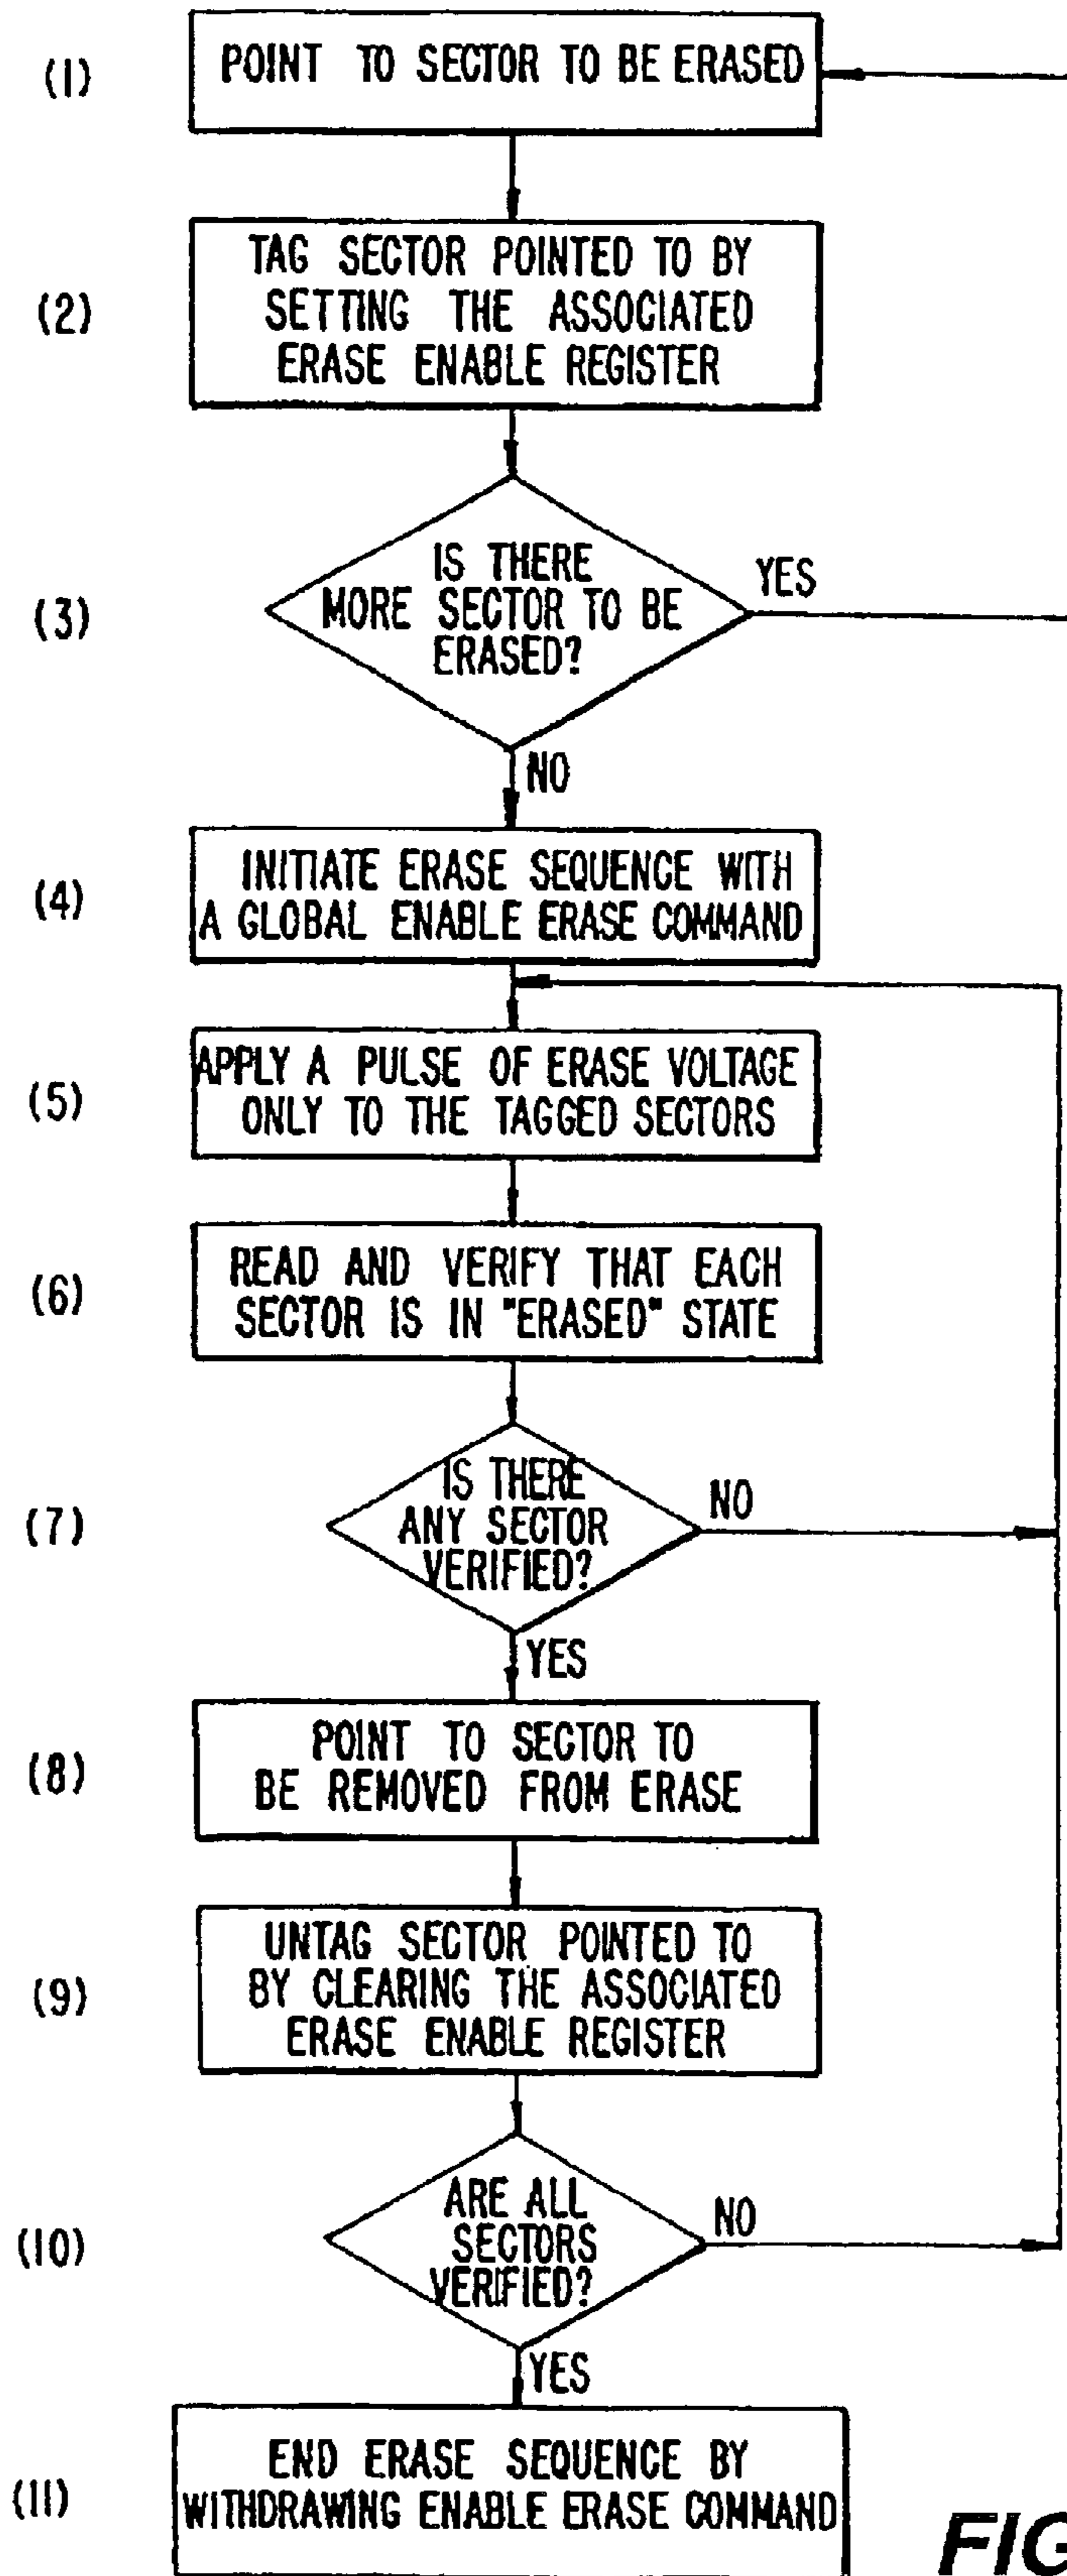 (1)
POINT TO SECTOR TO BE ERASED
(2)
TAG SECTOR POINTED TO BY
SETTING THE ASSOCIATED
ERASE ENABLE REGISTER
(3)
IS THERE
MORE SECTOR TO BE
ERASED?
YES
NO
(4)
INITIATE ERASE SEQUENCE WITH
A GLOBAL ENABLE ERASE COMMAND
(5)
APPLY A PULSE OF ERASE VOLTAGE
ONLY TO THE TAGGED SECTORS
(6)
READ AND VERIFY THAT EACH
SECTOR IS IN "ERASED" STATE
(7)
IS THERE
ANY SECTOR
VERIFIED?
NO
YES
(8)
POINT TO SECTOR TO
BE REMOVED FROM ERASE
(9)
UNTAG SECTOR POINTED TO
BY CLEARING THE ASSOCIATED
ERASE ENABLE REGISTER
(10)
ARE ALL
SECTORS
VERIFIED?
NO
YES
(11)
END ERASE SEQUENCE BY
WITHDRAWING ENABLE ERASE COMMAND
FIG